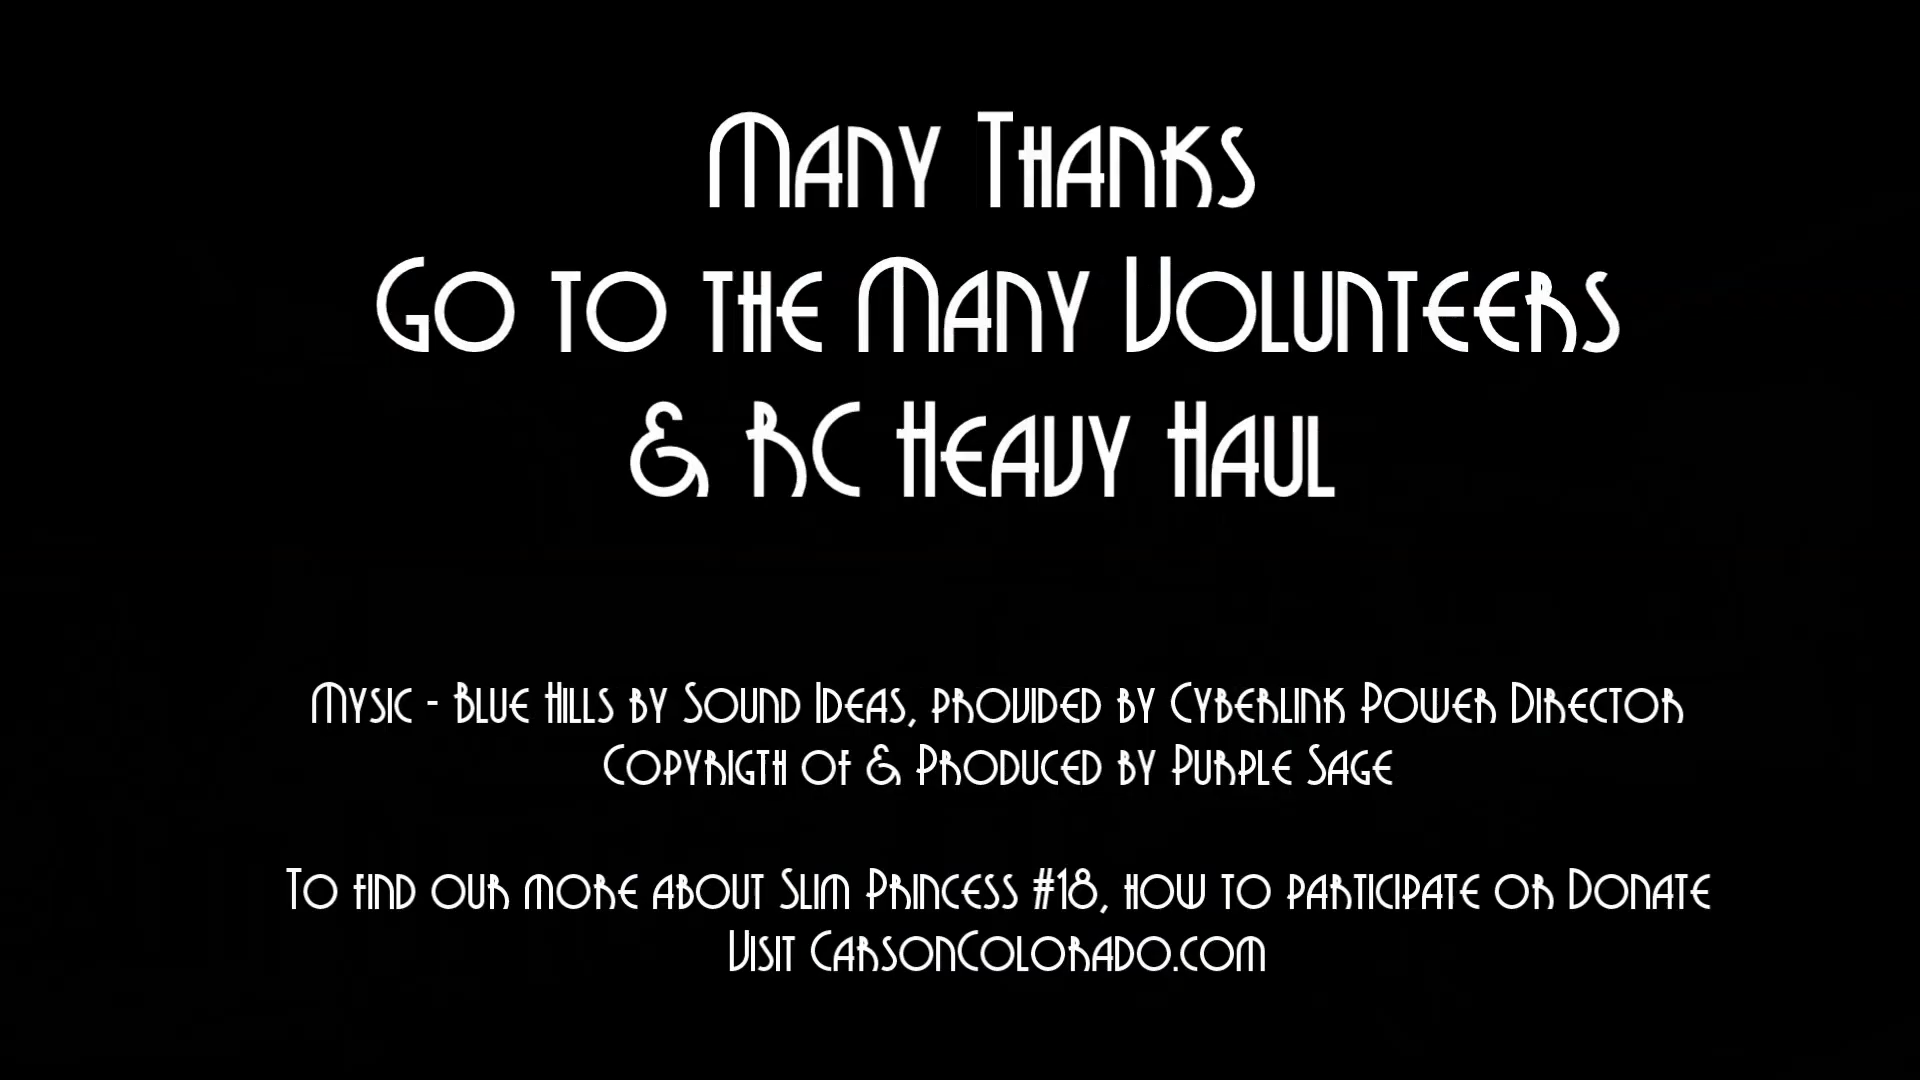 Many Thanks
Go to the Many Volunteers
& RC Heavy Haul
Mysic - Blue Hills by Sound Ideas, provided by Cyberlink Power Director
Copyrigth of & Produced by Purple Sage
To find our more about Slim Princess #18, how to participate or Donate
Visit CarsonColorado.com